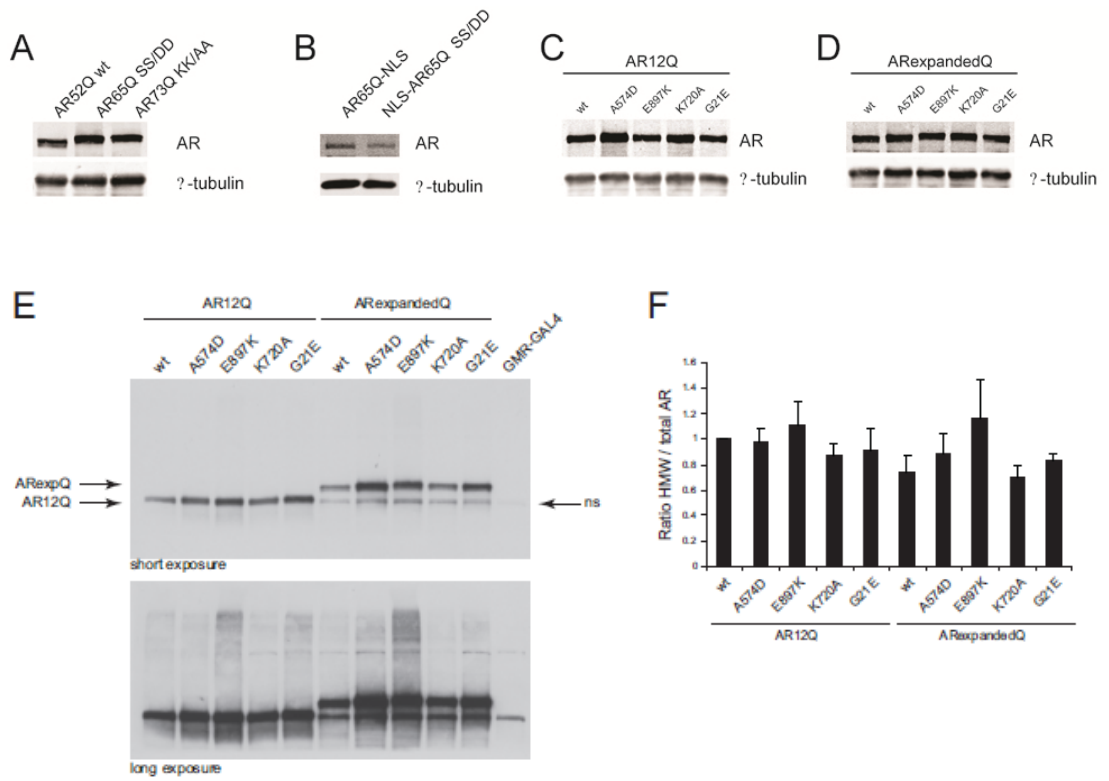 A
AR52Q wt
AR65Q SS/DD
AR73Q KK/AA
AR
?-tubulin
B
AR65Q-NLS
NLS-AR65Q SS/DD
AR
?-tubulin
C
AR12Q
wt A574D E897K K720A G21E
AR
?-tubulin
D
ARexpandedQ
wt A574D E897K K720A G21E
AR
?-tubulin
E
AR12Q ARexpandedQ
wt A574D E897K K720A G21E wt A574D E897K K720A G21E GMR-GAL4
ARexpQ
AR12Q
ns
short exposure
long exposure
F
Ratio HMW / total AR
1.6
1.4
1.2
1
0.8
0.6
0.4
0.2
0
wt A574D E897K K720A G21E wt A574D E897K K720A G21E
AR12Q ARexpandedQ